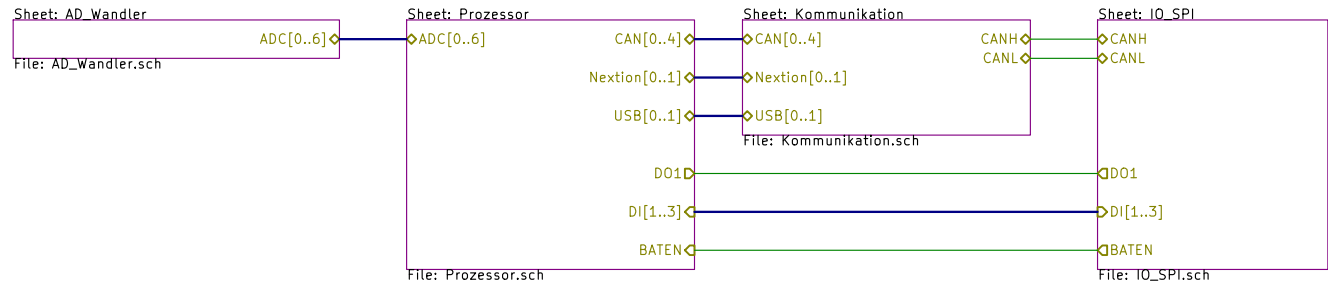 Sheet: AD_Wandler
ADC[0..6]
File: AD_Wandler.sch
Sheet: Prozessor
ADC[0..6]
CAN[0..4]
Nextion[0..1]
USB[0..1]
DO1
DI[1..3]
BATEN
File: Prozessor.sch
Sheet: Kommunikation
CAN[0..4]
CANH
CANL
Nextion[0..1]
USB[0..1]
File: Kommunikation.sch
Sheet: IO_SPI
CANH
CANL
DO1
DI[1..3]
BATEN
File: IO_SPI.sch